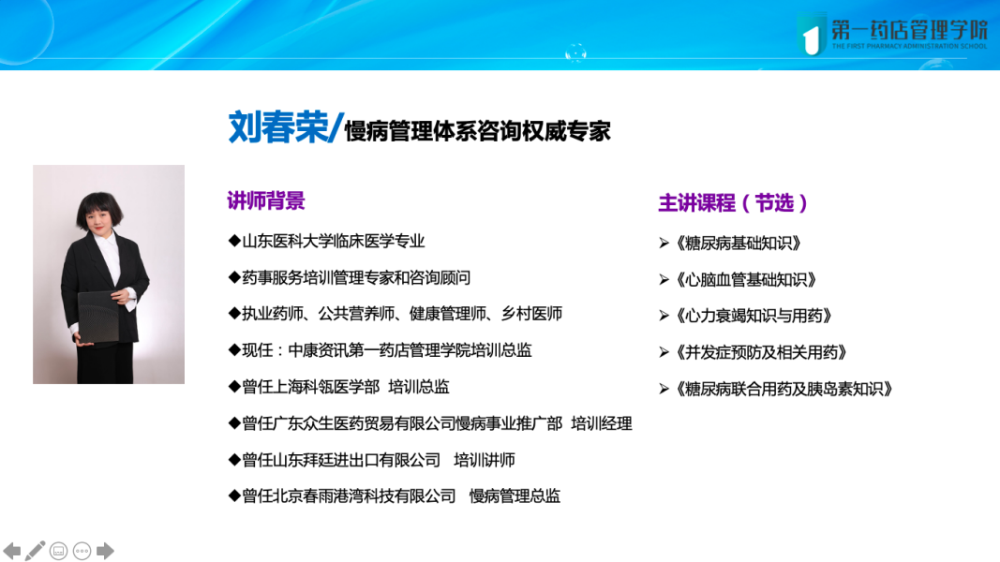 第一药店管理学院
THE FIRST PHARMACY ADMINISTRATION SCHOOL
刘春荣/慢病管理体系咨询权威专家
讲师背景
◆山东医科大学临床医学专业
◆药事服务培训管理专家和咨询顾问
◆执业药师、公共营养师、健康管理师、乡村医师
◆现任：中康资讯第一药店管理学院培训总监
◆曾任上海科瓴医学部 培训总监
◆曾任广东众生医药贸易有限公司慢病事业推广部 培训经理
◆曾任山东拜廷进出口有限公司 培训讲师
◆曾任北京春雨港湾科技有限公司 慢病管理总监
主讲课程（节选）
➢《糖尿病基础知识》
➢《心脑血管基础知识》
➢《心力衰竭知识与用药》
➢《并发症预防及相关用药》
➢《糖尿病联合用药及胰岛素知识》